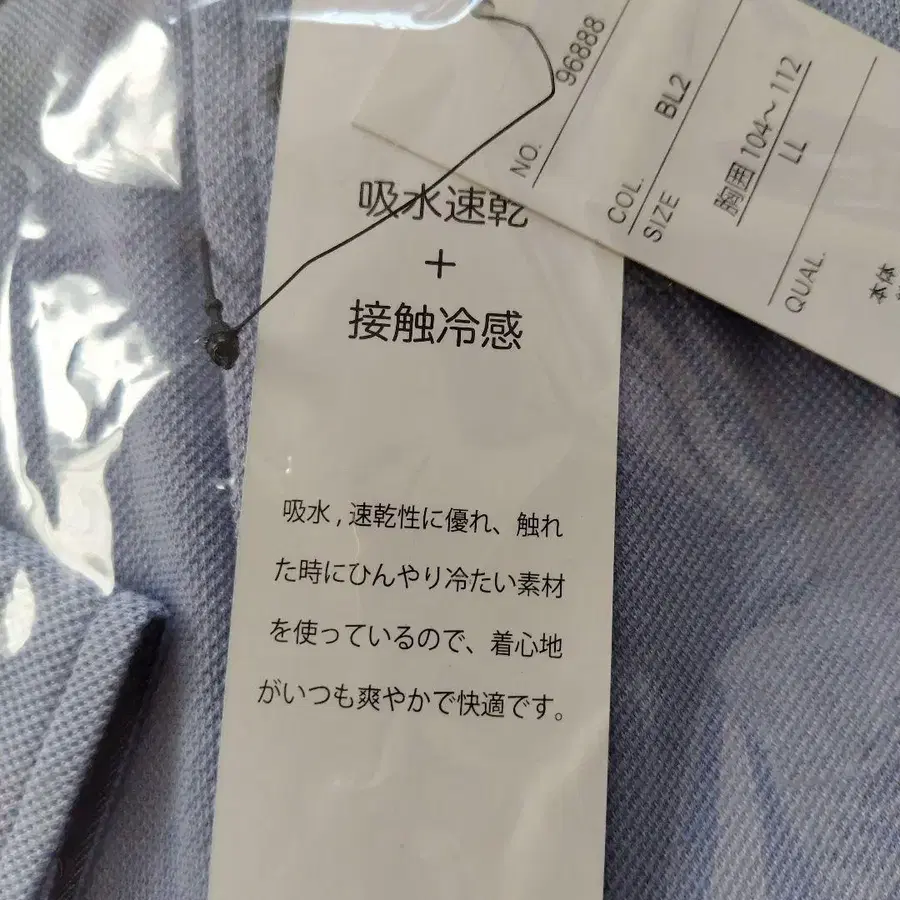 NO. 96888
COL. BL2
SIZE 胸囲 104～112
LL
QUAL.
本体
吸水速乾
+
接触冷感
吸水,速乾性に優れ、触れ
た時にひんやり冷たい素材
を使っているので、着心地
がいつも爽やかで快適です。